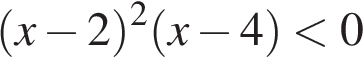 (x − 2)²(x − 4) < 0